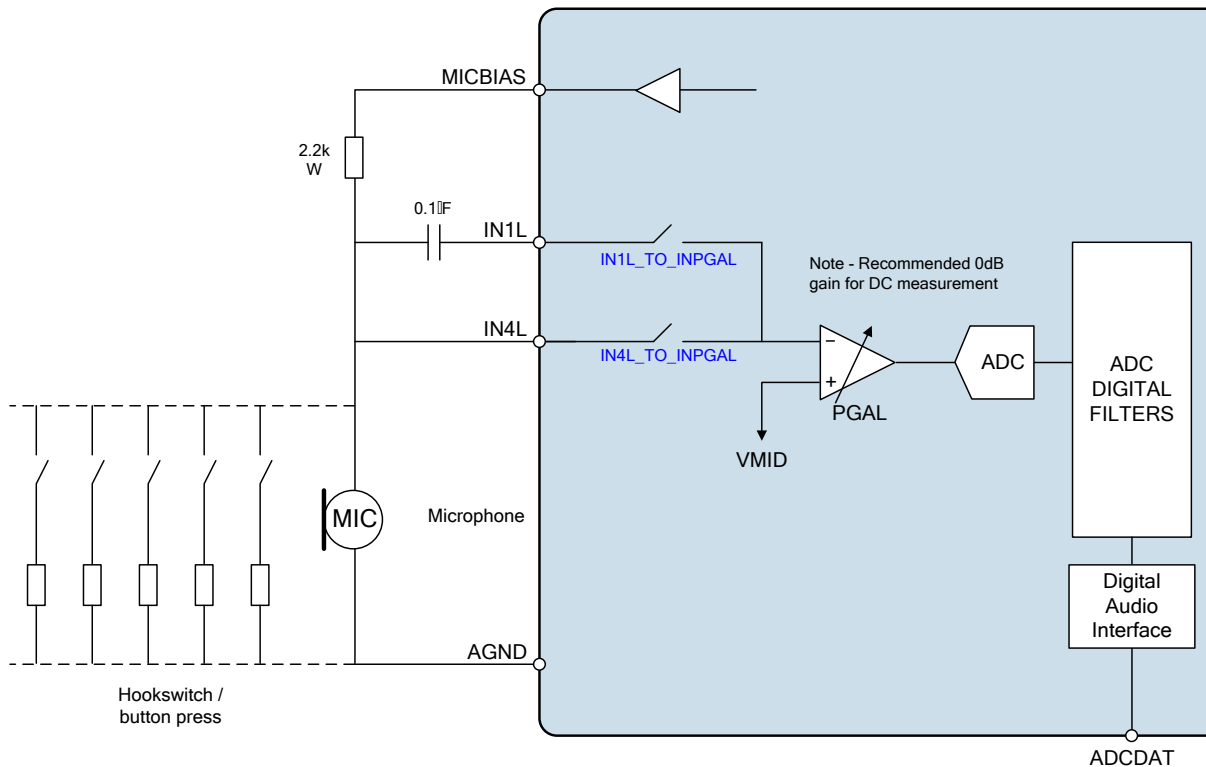 MICBIAS
2.2k
W
0.1▯F
IN1L
IN1L_TO_INPGAL
Note - Recommended 0dB
gain for DC measurement
IN4L
IN4L_TO_INPGAL
−
+
PGAL
VMID
ADC
ADC
DIGITAL
FILTERS
MIC
Microphone
Digital
Audio
Interface
AGND
Hookswitch /
button press
ADCDAT